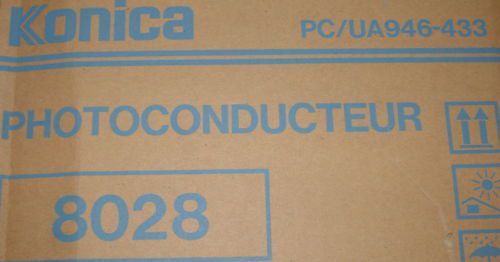 Konica PC/UA946-433
PHOTOCONDUCTEUR
8028